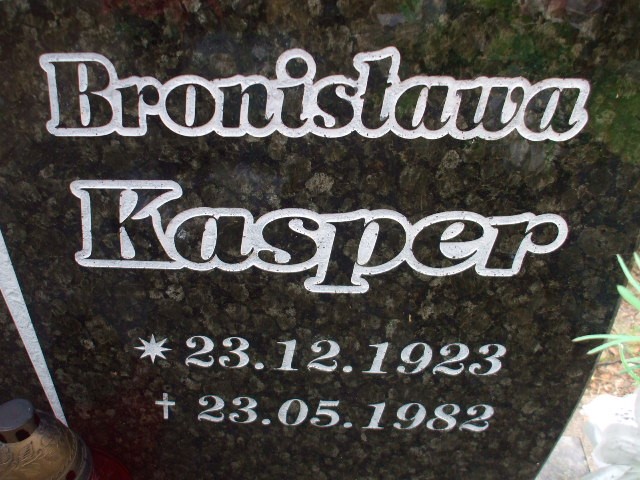 Bronisława
Kasper
* 23.12.1923
† 23.05.1982